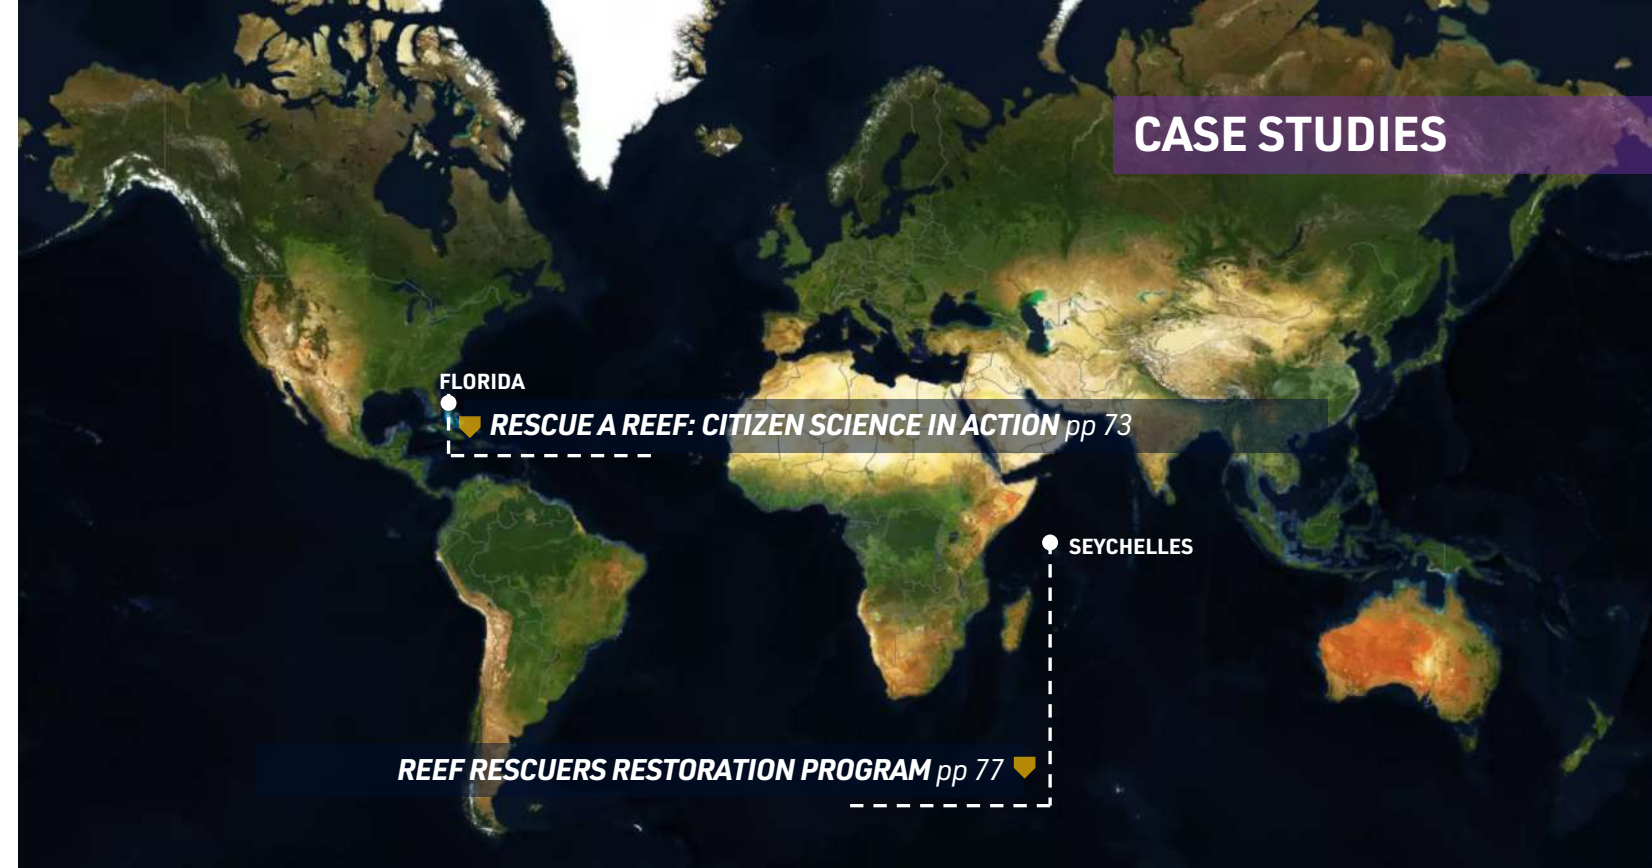 CASE STUDIES
FLORIDA
RESCUE A REEF: CITIZEN SCIENCE IN ACTION pp 73
SEYCHELLES
REEF RESCUERS RESTORATION PROGRAM pp 77